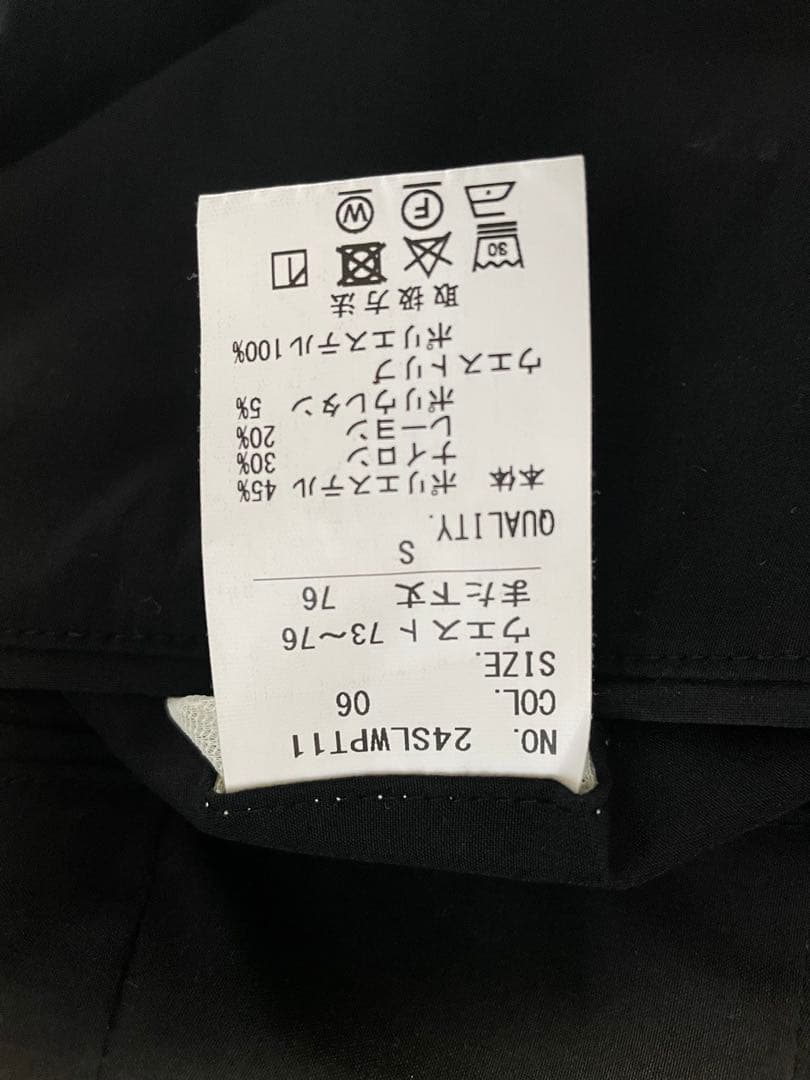 NO. 24SLWPT11
COL. 06
SIZE.
ウエスト 73～76
また下丈 76
S
QUALITY.
本体 ポリエステル 45%
ナイロン 30%
レーヨン 20%
ポリウレタン 5%
ウエストリブ
ポリエステル100%
取扱方法
30
F W